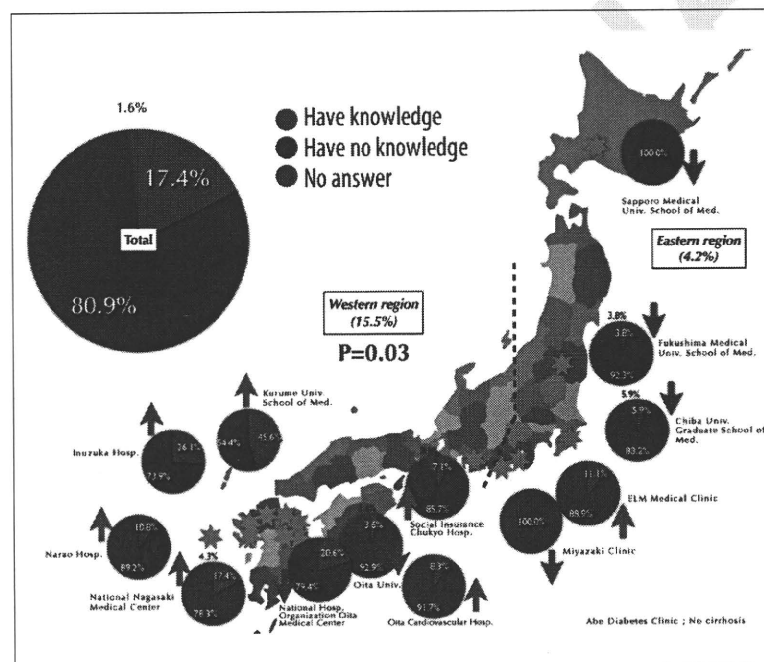 1.6%
17.4%
Total
80.9%
Have knowledge
Have no knowledge
No answer
100.0%
Sapporo Medical
Univ. School of Med.
Eastern region
(4.2%)
Western region
(15.5%)
P=0.03
3.8%
3.8%
92.3%
Fukushima Medical
Univ. School of Med.
5.9%
5.9%
Chiba Univ.
Graduate School of
Med.
Kurume Univ.
School of Med.
54.4%
45.6%
26.1%
73.9%
Inuzuka Hosp.
7.1%
85.7%
Social Insurance
Chukyo Hosp.
11.1%
88.9%
ELM Medical Clinic
100.0%
Miyazaki Clinic
10.8%
89.2%
Narao Hosp.
4.3%
17.4%
78.3%
National Nagasaki
Medical Center
20.6%
79.4%
National Hosp.
Organization Oita
Medical Center
3.6%
92.9%
Oita Univ.
8.3%
91.7%
Oita Cardiovascular Hosp.
Abe Diabetes Clinic ; No cirrhosis